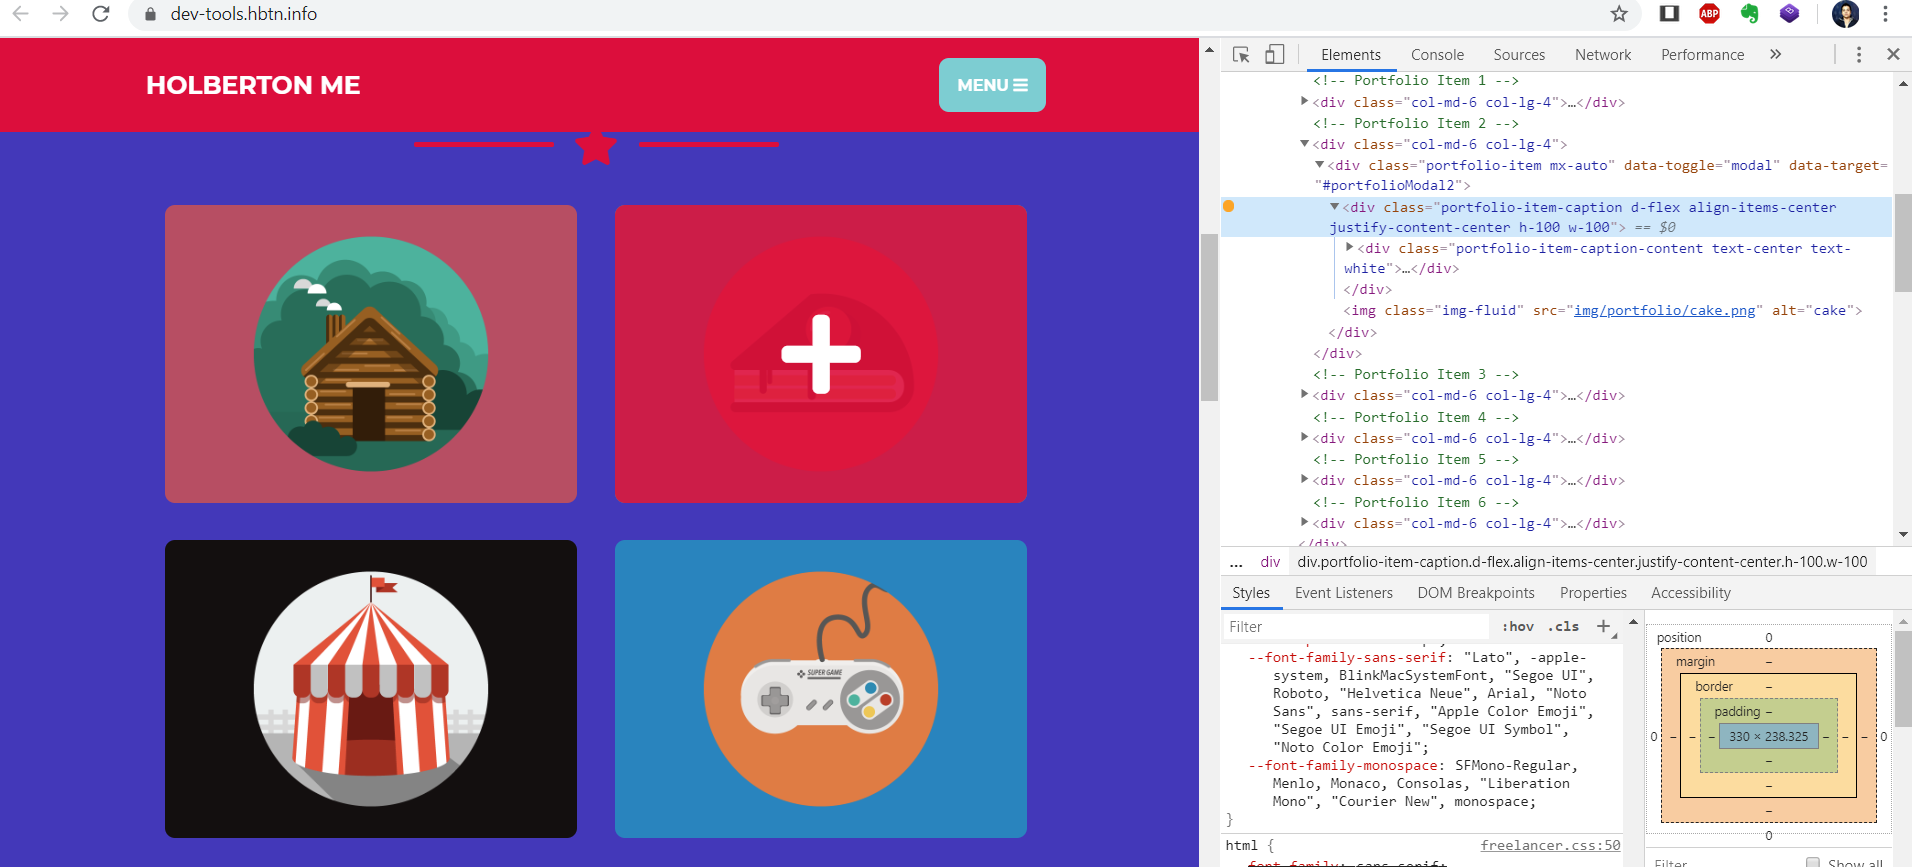 dev-tools.hbtn.info
ABP
HOLBERTON ME
MENU
SUPER GAME
Elements Console Sources Network Performance »
<!-- Portfolio Item 1 -->
<div class="col-md-6 col-lg-4">…</div>
<!-- Portfolio Item 2 -->
<div class="col-md-6 col-lg-4">
<div class="portfolio-item mx-auto" data-toggle="modal" data-target=
"#portfolioModal2">
<div class="portfolio-item-caption d-flex align-items-center
justify-content-center h-100 w-100"> == $0
<div class="portfolio-item-caption-content text-center text-
white">…</div>
</div>
<img class="img-fluid" src="img/portfolio/cake.png" alt="cake">
</div>
</div>
<!-- Portfolio Item 3 -->
<div class="col-md-6 col-lg-4">…</div>
<!-- Portfolio Item 4 -->
<div class="col-md-6 col-lg-4">…</div>
<!-- Portfolio Item 5 -->
<div class="col-md-6 col-lg-4">…</div>
<!-- Portfolio Item 6 -->
<div class="col-md-6 col-lg-4">…</div>
</div>
... div div.portfolio-item-caption.d-flex.align-items-center.justify-content-center.h-100.w-100
Styles Event Listeners DOM Breakpoints Properties Accessibility
Filter :hov .cls +
--font-family-sans-serif: "Lato", -apple-
system, BlinkMacSystemFont, "Segoe UI",
Roboto, "Helvetica Neue", Arial, "Noto
Sans", sans-serif, "Apple Color Emoji",
"Segoe UI Emoji", "Segoe UI Symbol",
"Noto Color Emoji";
--font-family-monospace: SFMono-Regular,
Menlo, Monaco, Consolas, "Liberation
Mono", "Courier New", monospace;
}
html { freelancer.css:50
font-family: sans-serif;
position 0
margin –
border –
padding –
0 – – – 330 × 238.325 – – – 0
–
–
–
0
Filter Show all